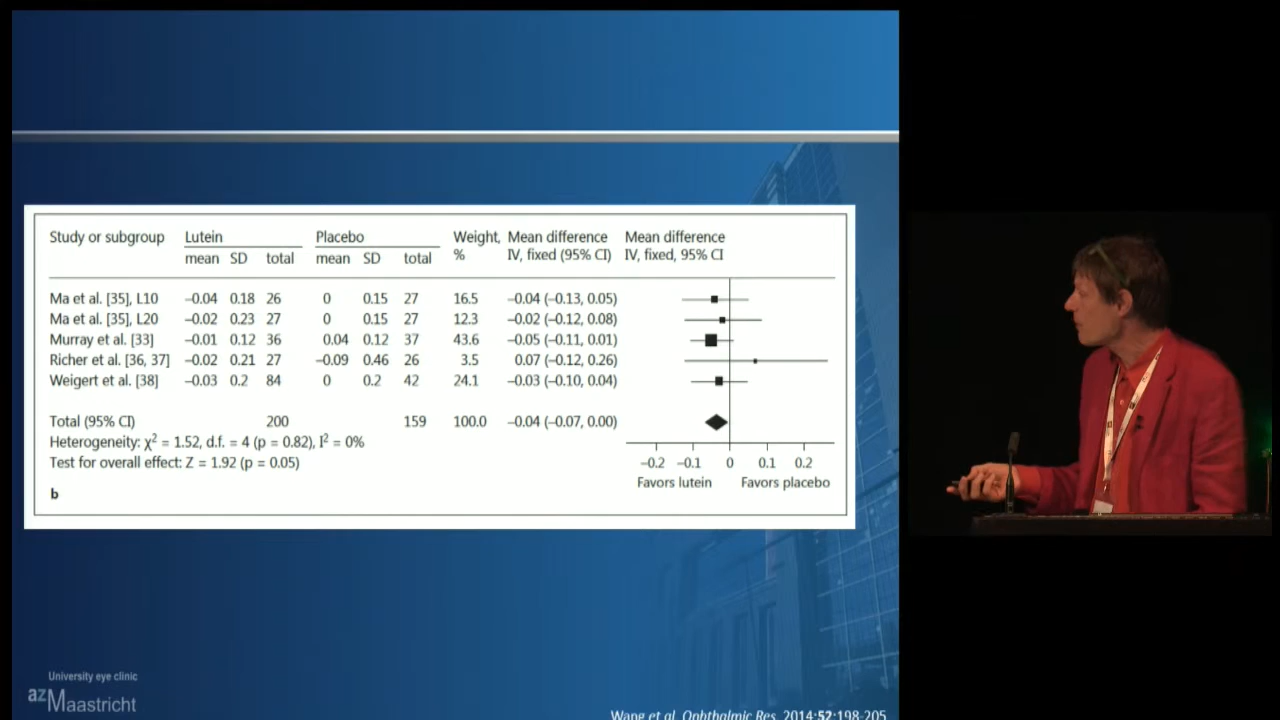 Study or subgroup Lutein Placebo Weight, Mean difference Mean difference
mean SD total mean SD total % IV, fixed (95% CI) IV, fixed, 95% CI
Ma et al. [35], L10 –0.04 0.18 26 0 0.15 27 16.5 –0.04 (–0.13, 0.05)
Ma et al. [35], L20 –0.02 0.23 27 0 0.15 27 12.3 –0.02 (–0.12, 0.08)
Murray et al. [33] –0.01 0.12 36 0.04 0.12 37 43.6 –0.05 (–0.11, 0.01)
Richer et al. [36, 37] –0.02 0.21 27 –0.09 0.46 26 3.5 0.07 (–0.12, 0.26)
Weigert et al. [38] –0.03 0.2 84 0 0.2 42 24.1 –0.03 (–0.10, 0.04)
Total (95% CI) 200 159 100.0 –0.04 (–0.07, 0.00)
Heterogeneity: χ² = 1.52, d.f. = 4 (p = 0.82), I² = 0%
Test for overall effect: Z = 1.92 (p = 0.05)
–0.2 –0.1 0 0.1 0.2
Favors lutein Favors placebo
b
University eye clinic
azMaastricht
Wang et al. Ophthalmic Res. 2014;52:198-205